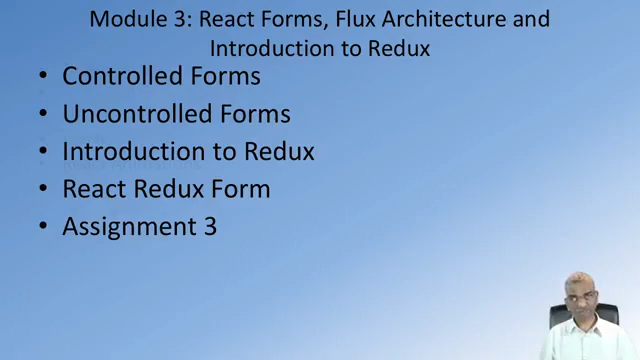 Module 3: React Forms, Flux Architecture and
Introduction to Redux
• Controlled Forms
• Uncontrolled Forms
• Introduction to Redux
• React Redux Form
• Assignment 3